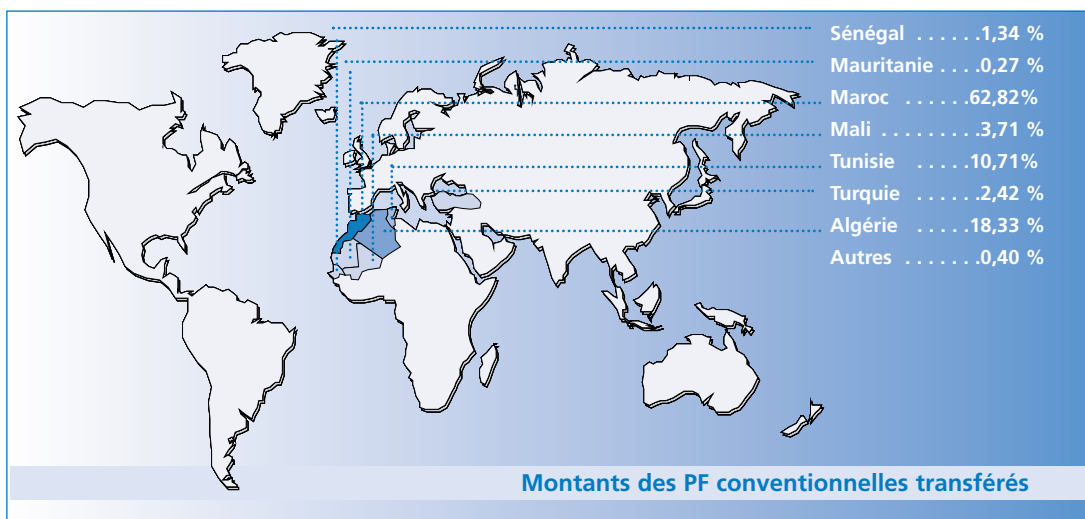 Sénégal . . . . . .1,34 %
Mauritanie . . . .0,27 %
Maroc . . . . . .62,82%
Mali . . . . . . . .3,71 %
Tunisie . . . . .10,71%
Turquie . . . . . .2,42 %
Algérie . . . . .18,33 %
Autres . . . . . . .0,40 %
Montants des PF conventionnelles transférés